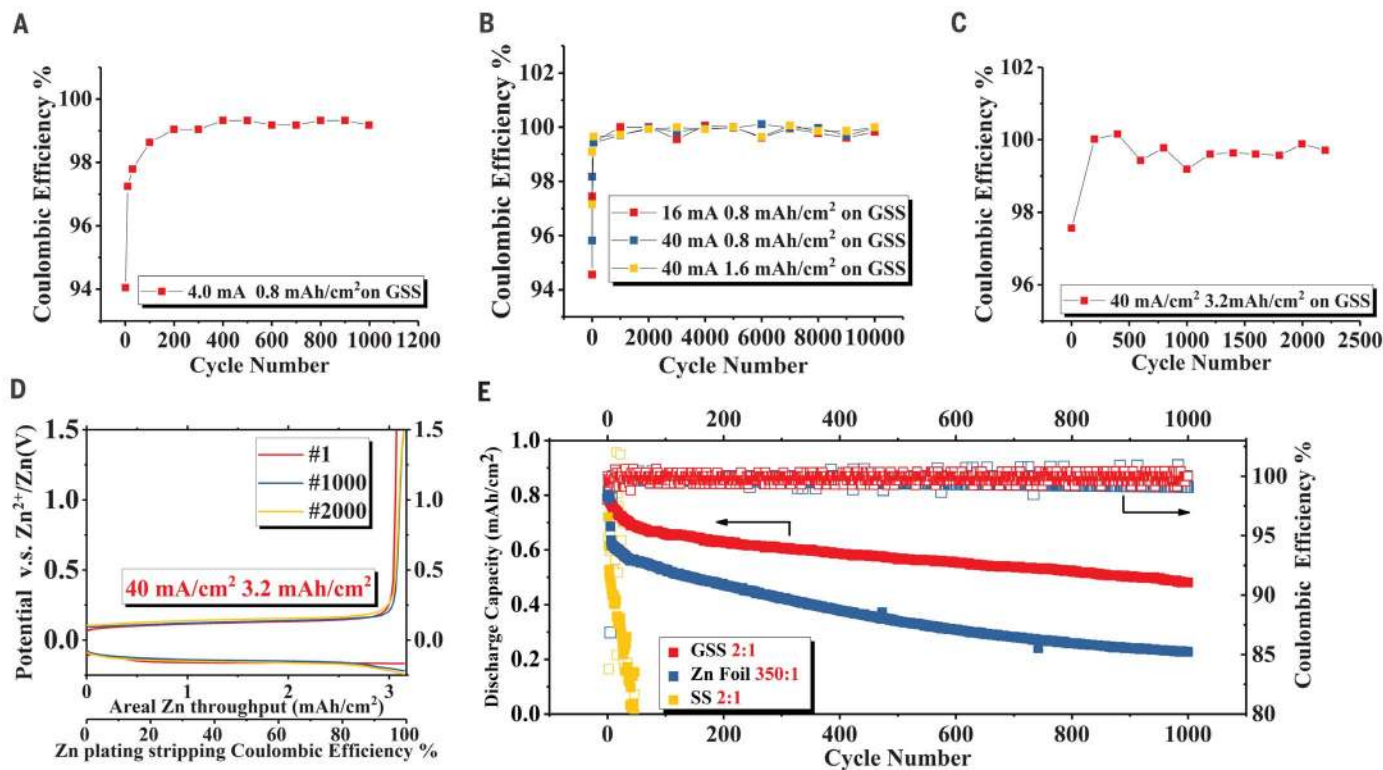 A
Coulombic Efficiency %
100
98
96
94
0 200 400 600 800 1000 1200
Cycle Number
4.0 mA 0.8 mAh/cm²on GSS
B
Coulombic Efficiency %
102
100
98
96
94
0 2000 4000 6000 8000 10000
Cycle Number
16 mA 0.8 mAh/cm² on GSS
40 mA 0.8 mAh/cm² on GSS
40 mA 1.6 mAh/cm² on GSS
C
Coulombic Efficiency %
102
100
98
96
0 500 1000 1500 2000 2500
Cycle Number
40 mA/cm² 3.2mAh/cm² on GSS
D
Potential v.s. Zn²⁺/Zn(V)
1.5
1.0
0.5
0.0
1.5
1.0
0.5
0.0
#1
#1000
#2000
40 mA/cm² 3.2 mAh/cm²
0 1 2 3
Areal Zn throughput (mAh/cm²)
0 20 40 60 80 100
Zn plating stripping Coulombic Efficiency %
E
0 200 400 600 800 1000
Discharge Capacity (mAh/cm²)
1.0
0.8
0.6
0.4
0.2
0.0
100
95
90
85
80
Coulombic Efficiency %
GSS 2:1
Zn Foil 350:1
SS 2:1
0 200 400 600 800 1000
Cycle Number